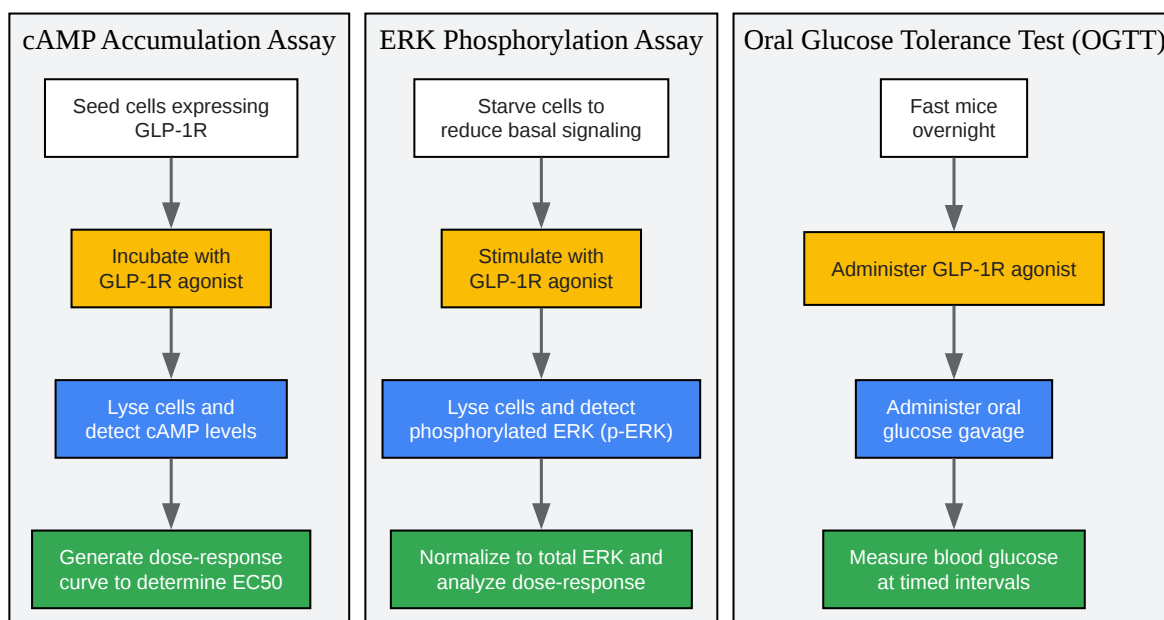 cAMP Accumulation Assay
Seed cells expressing
GLP-1R
Incubate with
GLP-1R agonist
Lyse cells and
detect cAMP levels
Generate dose-response
curve to determine EC50
ERK Phosphorylation Assay
Starve cells to
reduce basal signaling
Stimulate with
GLP-1R agonist
Lyse cells and detect
phosphorylated ERK (p-ERK)
Normalize to total ERK and
analyze dose-response
Oral Glucose Tolerance Test (OGTT)
Fast mice
overnight
Administer GLP-1R agonist
Administer oral
glucose gavage
Measure blood glucose
at timed intervals